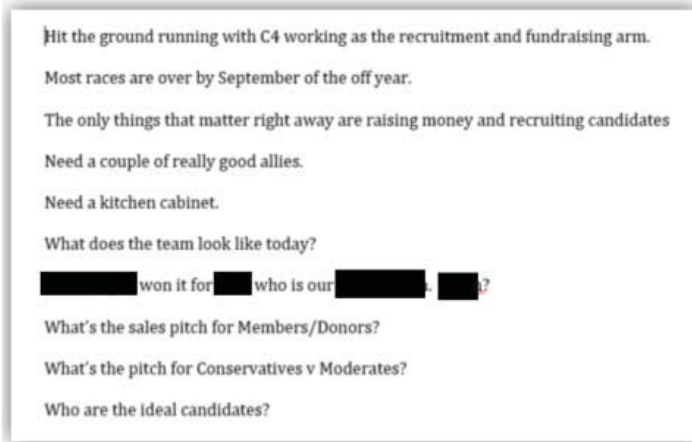 Hit the ground running with C4 working as the recruitment and fundraising arm.
Most races are over by September of the off year.
The only things that matter right away are raising money and recruiting candidates
Need a couple of really good allies.
Need a kitchen cabinet.
What does the team look like today?
won it for who is our . ?
What's the sales pitch for Members/Donors?
What's the pitch for Conservatives v Moderates?
Who are the ideal candidates?